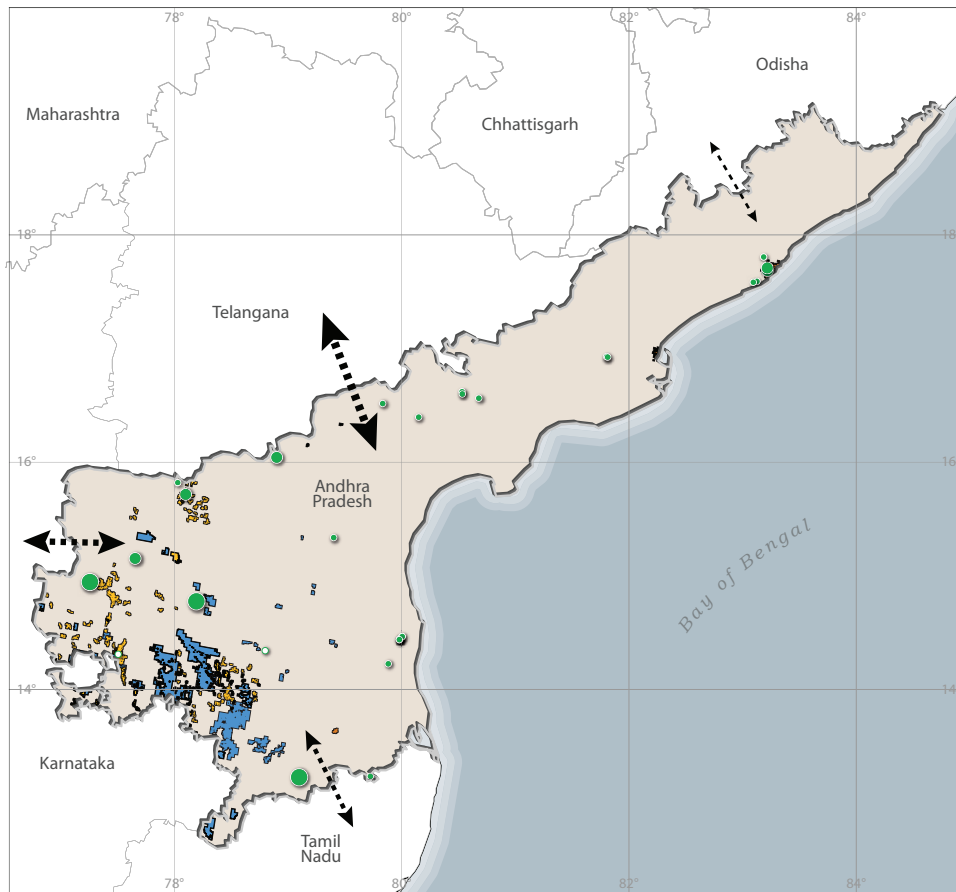 78°
80°
82°
84°
Odisha
Maharashtra
Chhattisgarh
18°
18
Telangana
16°
16
Andhra
Pradesh
Bay of Bengal
14°
14
Karnataka
Tamil
Nadu
78°
80°
82°
84°